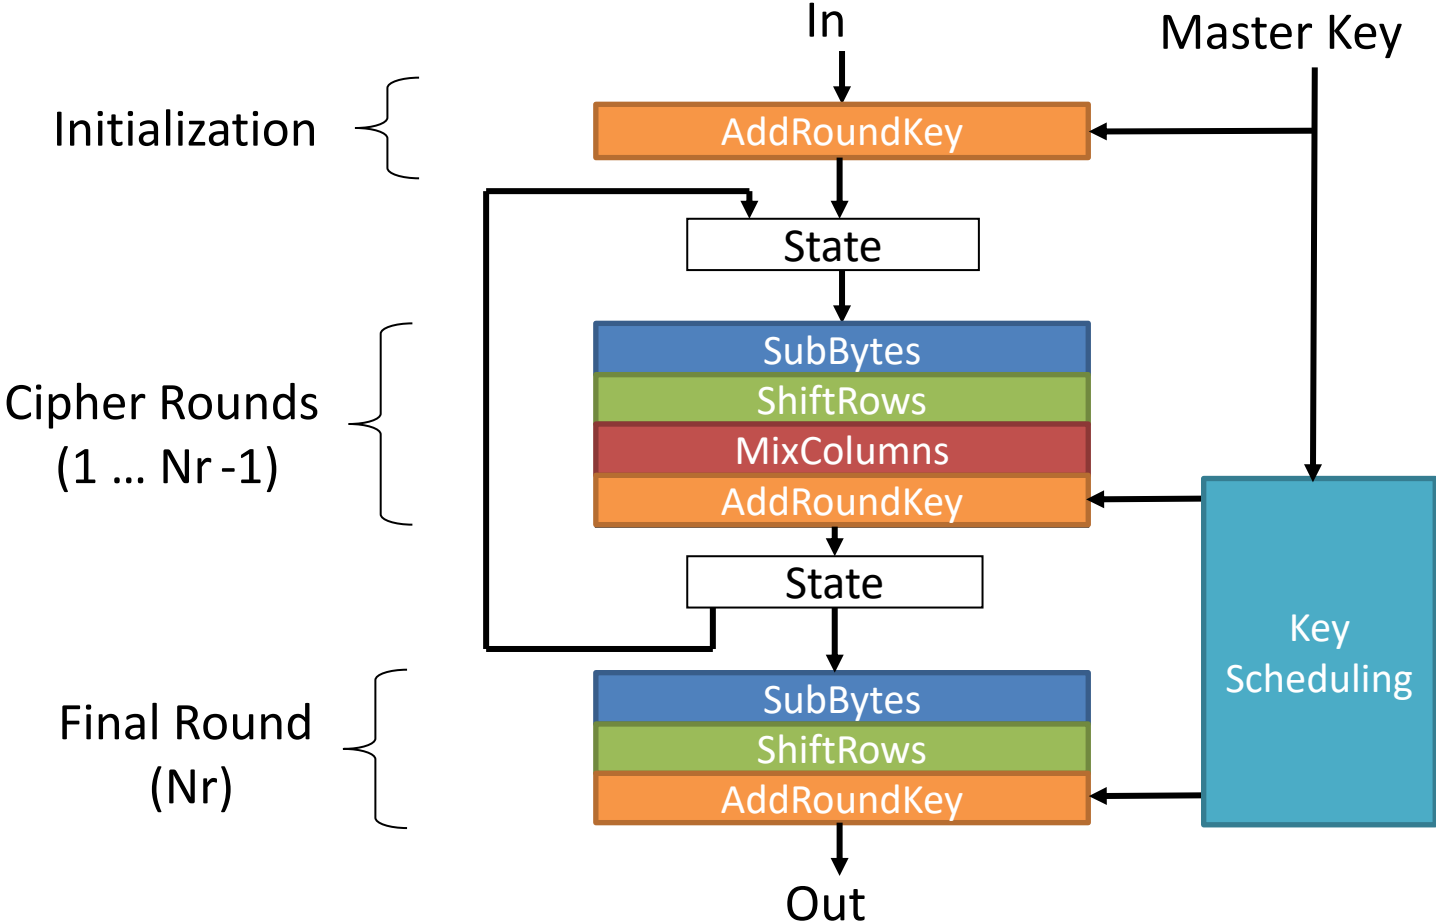 In
Master Key
Initialization
AddRoundKey
State
Cipher Rounds
(1 ... Nr -1)
SubBytes
ShiftRows
MixColumns
AddRoundKey
State
Key
Scheduling
Final Round
(Nr)
SubBytes
ShiftRows
AddRoundKey
Out